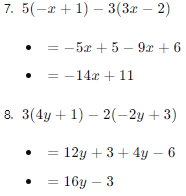 7. 5(−x + 1) − 3(3x − 2)
• = −5x + 5 − 9x + 6
• = −14x + 11
8. 3(4y + 1) − 2(−2y + 3)
• = 12y + 3 + 4y − 6
• = 16y − 3